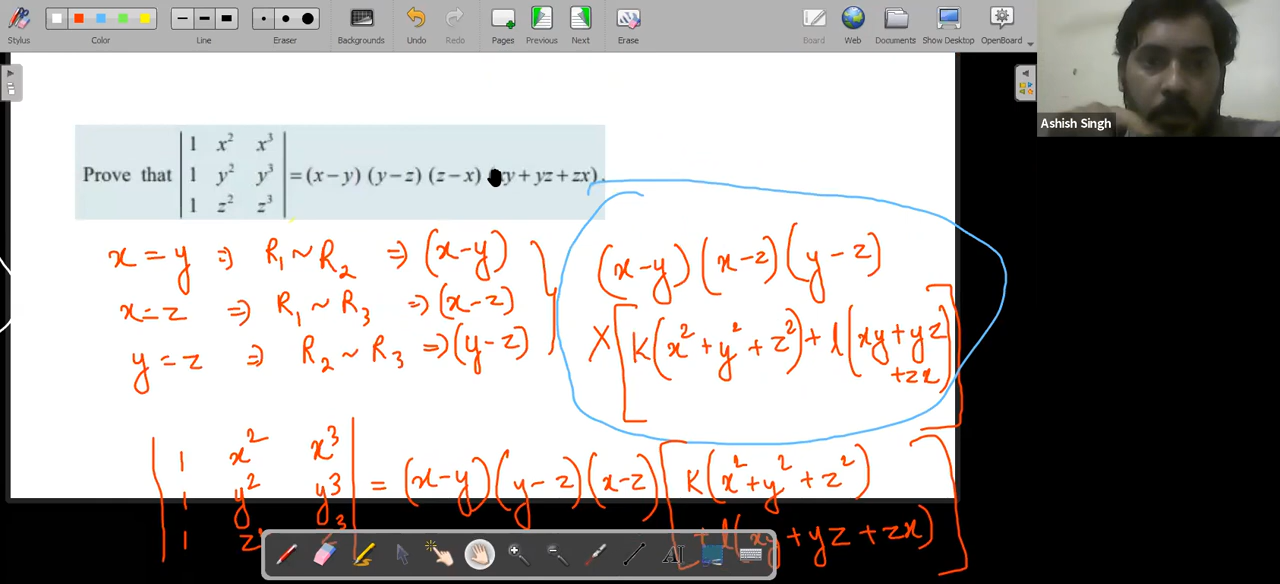 Stylus
Color
Line
Eraser
Backgrounds
Undo
Redo
Pages
Previous
Next
Erase
Board
Web
Documents
Show Desktop
OpenBoard
Ashish Singh
Prove that | 1 x² x³ |
| 1 y² y³ | = (x − y) (y − z) (z − x) y + yz + zx).
| 1 z² z³ |
x = y ⇒ R₁ ~ R₂ ⇒ (x-y)
x = z ⇒ R₁ ~ R₃ ⇒ (x-z)
y = z ⇒ R₂ ~ R₃ ⇒ (y-z)
(x-y)(x-z)(y-z)
X [K(x² + y² + z²) + l(xy + yz
+ zx)]
| 1 x² x³ |
| 1 y² y³ | = (x-y)(y-z)(x-z)[K(x² + y² + z²)
| 1 z + l(xy + yz + zx)]